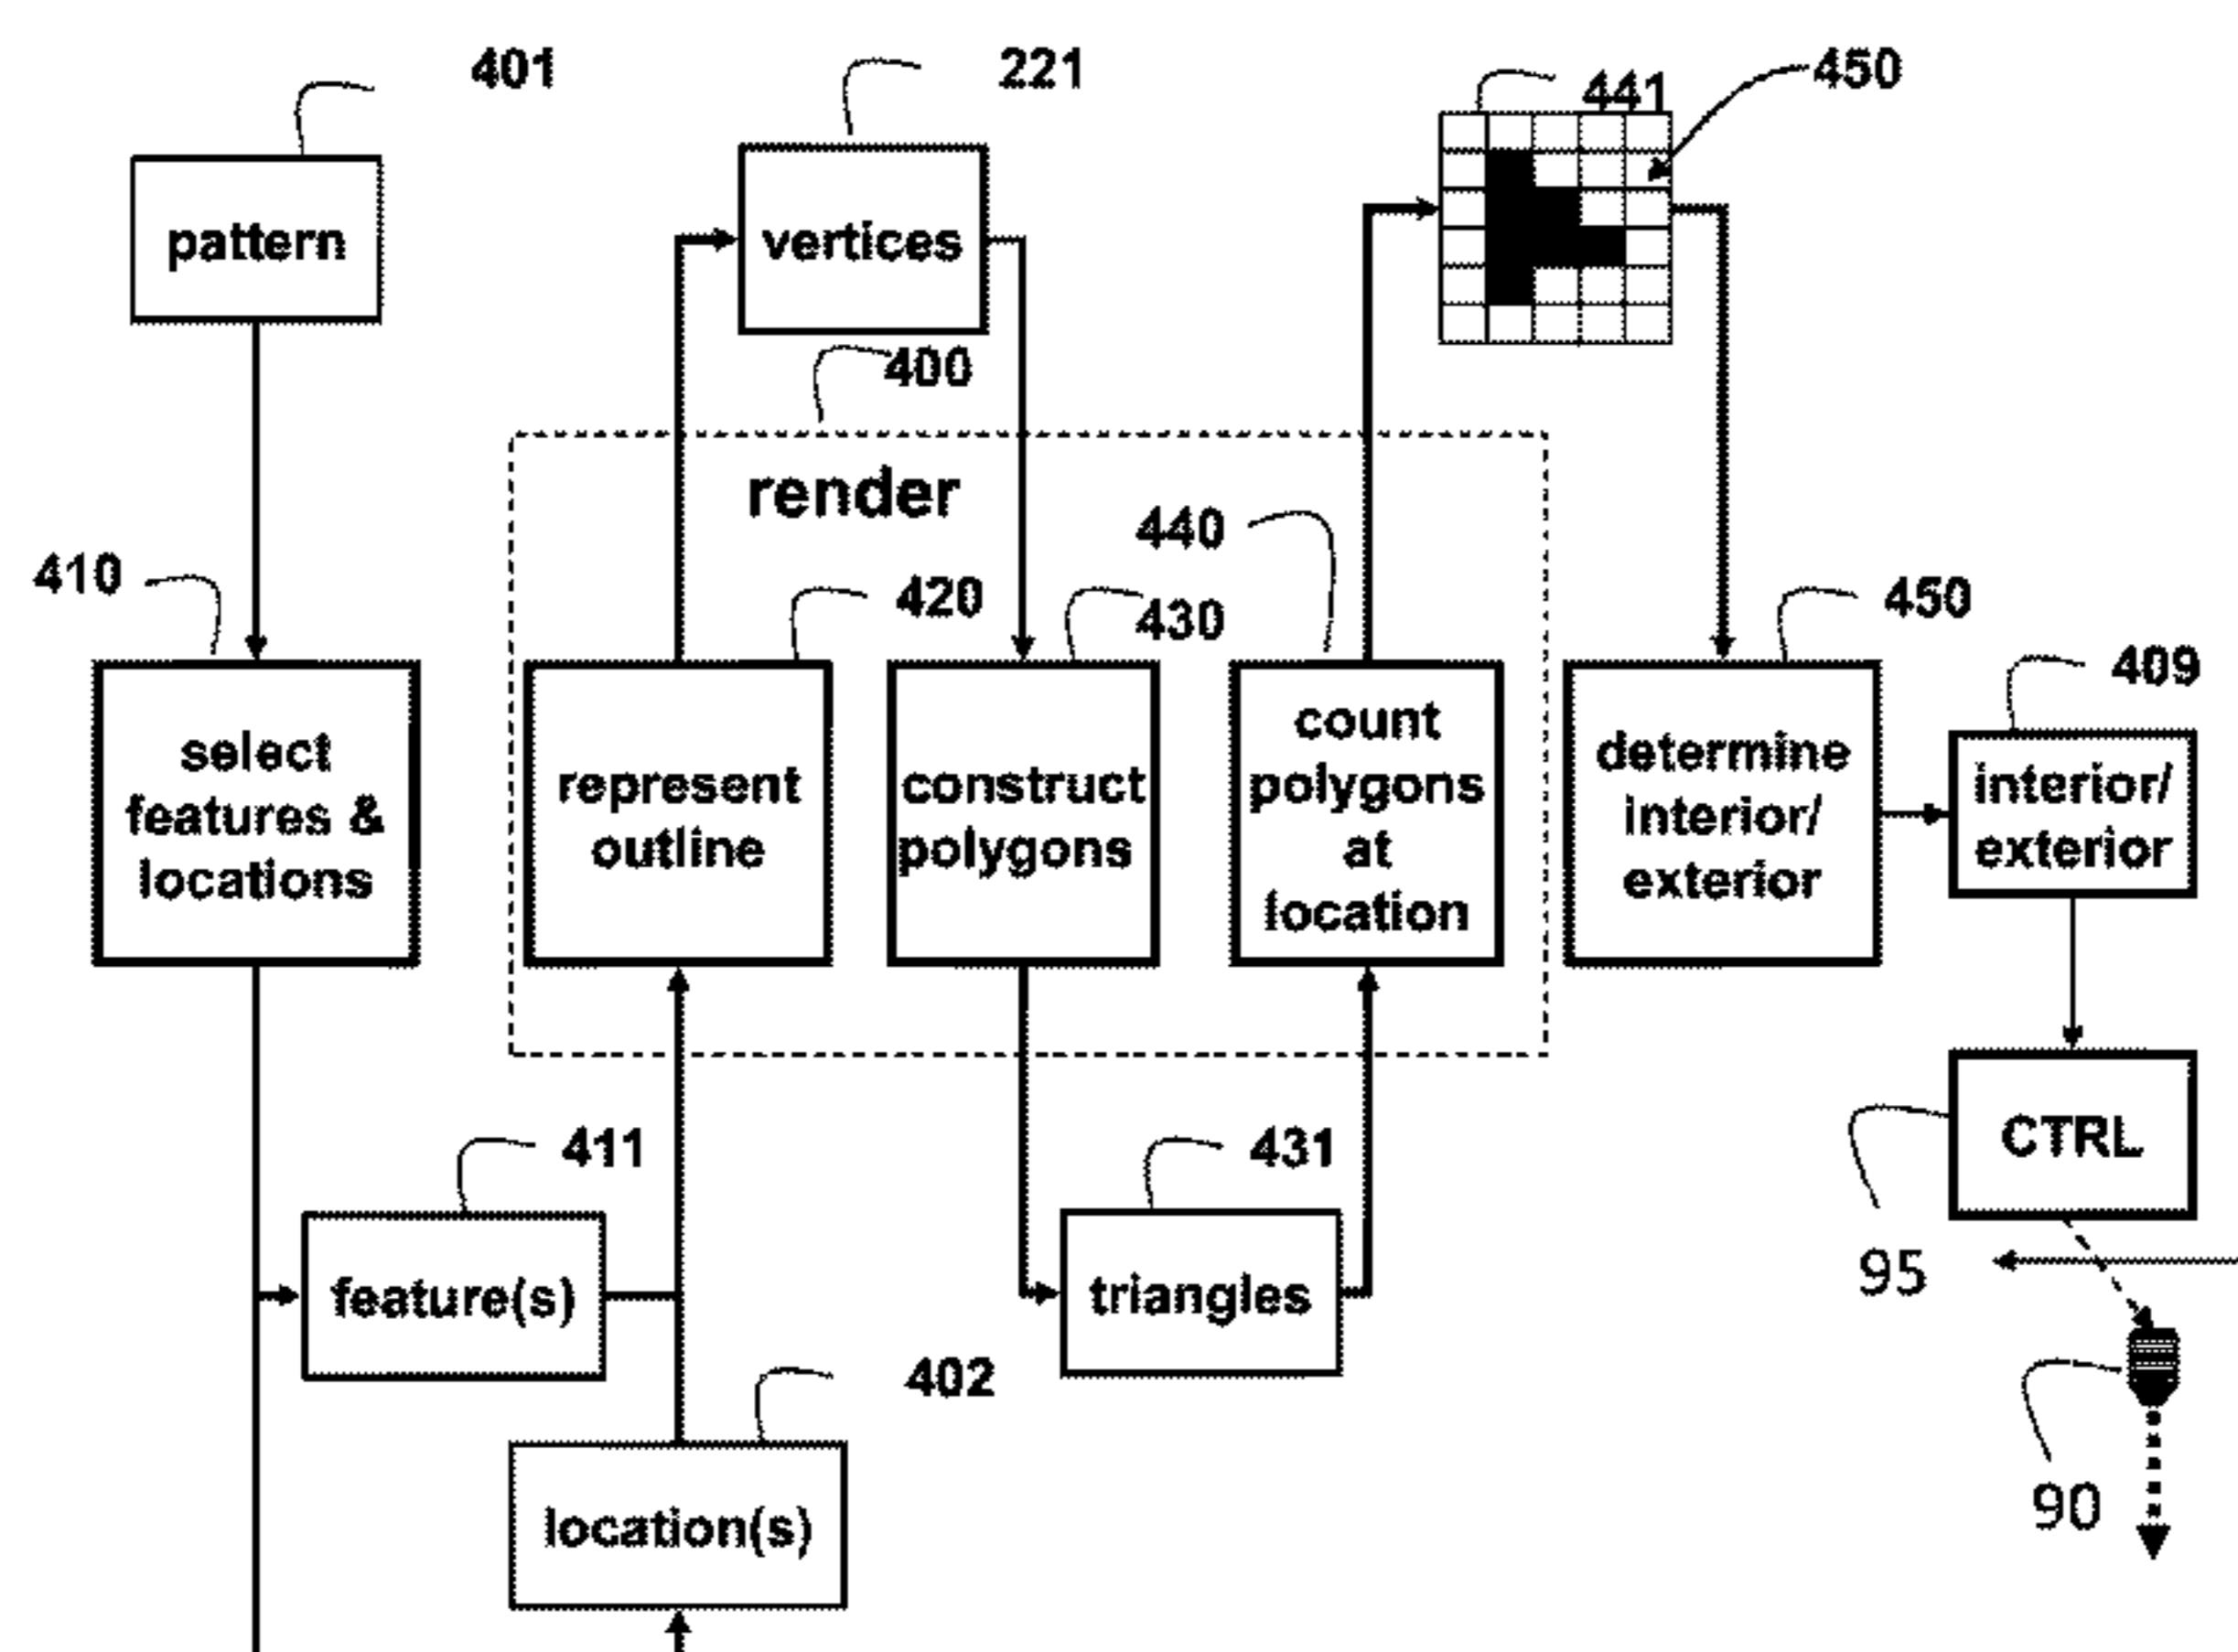 401
221
441
450
pattern
vertices
400
render
410
420
440
430
450
409
select
features &
locations
represent
outline
construct
polygons
count
polygons
at
location
determine
interior/
exterior
interior/
exterior
CTRL
411
431
95
feature(s)
triangles
402
90
location(s)